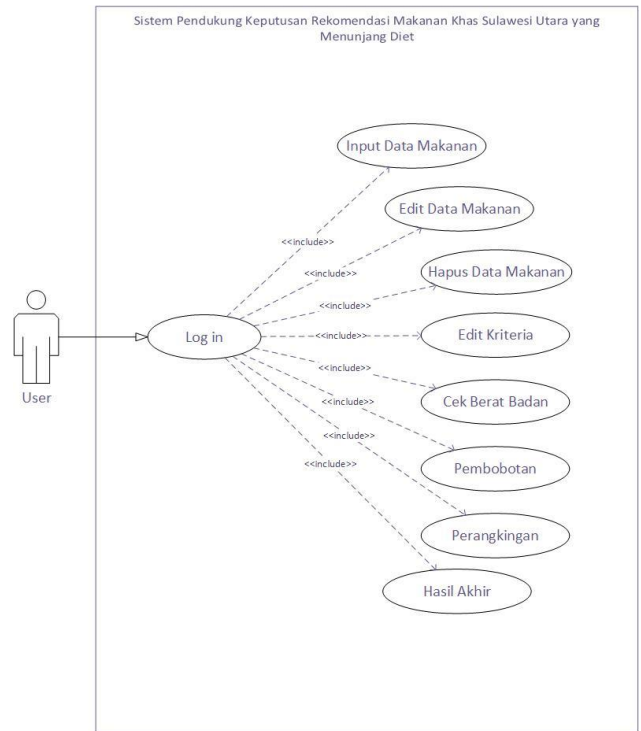 Sistem Pendukung Keputusan Rekomendasi Makanan Khas Sulawesi Utara yang
Menunjang Diet
Input Data Makanan
Edit Data Makanan
<<include>>
<<include>>
Hapus Data Makanan
<<include>>
Log in
<<include>>
Edit Kriteria
<<include>>
User
Cek Berat Badan
<<include>>
<<include>>
Pembobotan
<<include>>
Perangkingan
Hasil Akhir